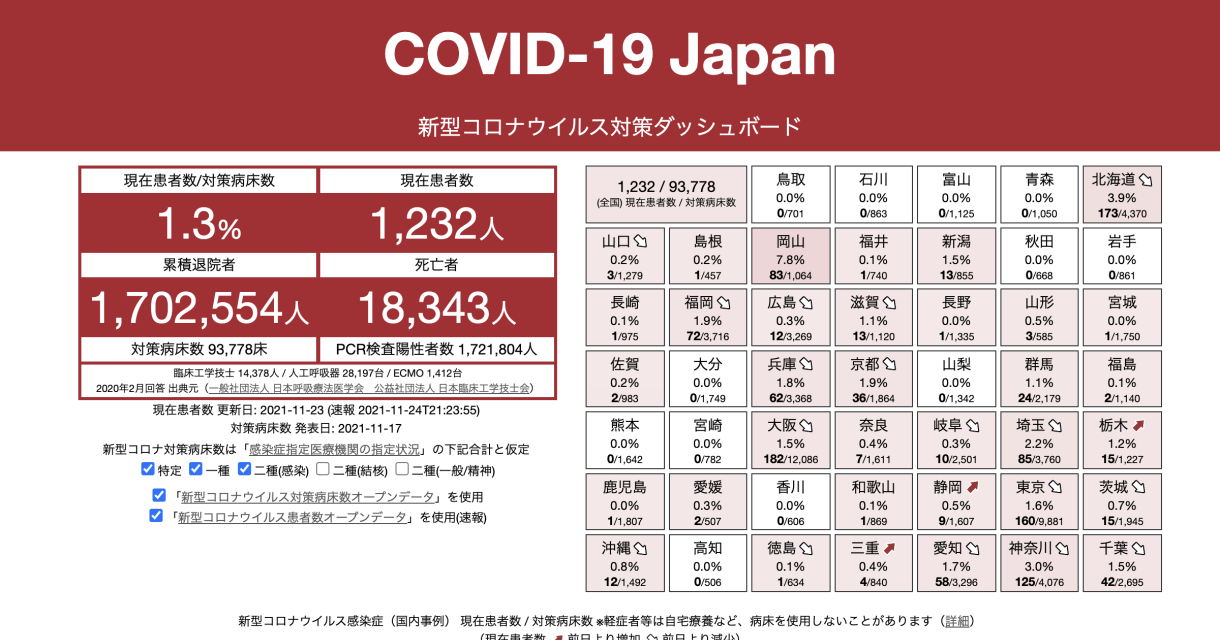 COVID-19 Japan
新型コロナウイルス対策ダッシュボード
現在患者数/対策病床数
現在患者数
1.3%
1,232人
累積退院者
死亡者
1,702,554人
18,343人
対策病床数 93,778床
PCR検査陽性者数 1,721,804人
臨床工学技士 14,378人 / 人工呼吸器 28,197台 / ECMO 1,412台
2020年2月回答 出典元（一般社団法人 日本呼吸療法医学会　公益社団法人 日本臨床工学技士会）
現在患者数 更新日: 2021-11-23 (速報 2021-11-24T21:23:55)
対策病床数 発表日: 2021-11-17
新型コロナ対策病床数は「感染症指定医療機関の指定状況」の下記合計と仮定
特定 一種 二種(感染) 二種(結核) 二種(一般/精神)
「新型コロナウイルス対策病床数オープンデータ」を使用
「新型コロナウイルス患者数オープンデータ」を使用(速報)
1,232 / 93,778
(全国) 現在患者数 / 対策病床数
鳥取
0.0%
0/701
石川
0.0%
0/863
富山
0.0%
0/1,125
青森
0.0%
0/1,050
北海道
3.9%
173/4,370
山口
0.2%
3/1,279
島根
0.2%
1/457
岡山
7.8%
83/1,064
福井
0.1%
1/740
新潟
1.5%
13/855
秋田
0.0%
0/668
岩手
0.0%
0/861
長崎
0.1%
1/975
福岡
1.9%
72/3,716
広島
0.3%
12/3,269
滋賀
1.1%
13/1,120
長野
0.0%
1/1,335
山形
0.5%
3/585
宮城
0.0%
1/1,750
佐賀
0.2%
2/983
大分
0.0%
0/1,749
兵庫
1.8%
62/3,368
京都
1.9%
36/1,864
山梨
0.0%
0/1,342
群馬
1.1%
24/2,179
福島
0.1%
2/1,140
熊本
0.0%
0/1,642
宮崎
0.0%
0/782
大阪
1.5%
182/12,086
奈良
0.4%
7/1,611
岐阜
0.3%
10/2,501
埼玉
2.2%
85/3,760
栃木
1.2%
15/1,227
鹿児島
0.0%
1/1,807
愛媛
0.3%
2/507
香川
0.0%
0/606
和歌山
0.1%
1/869
静岡
0.5%
9/1,607
東京
1.6%
160/9,881
茨城
0.7%
15/1,945
沖縄
0.8%
12/1,492
高知
0.0%
0/506
徳島
0.1%
1/634
三重
0.4%
4/840
愛知
1.7%
58/3,296
神奈川
3.0%
125/4,076
千葉
1.5%
42/2,695
新型コロナウイルス感染症（国内事例） 現在患者数 / 対策病床数 ※軽症者等は自宅療養など、病床を使用しないことがあります（詳細）
（現在患者数 前日より増加 前日より減少）